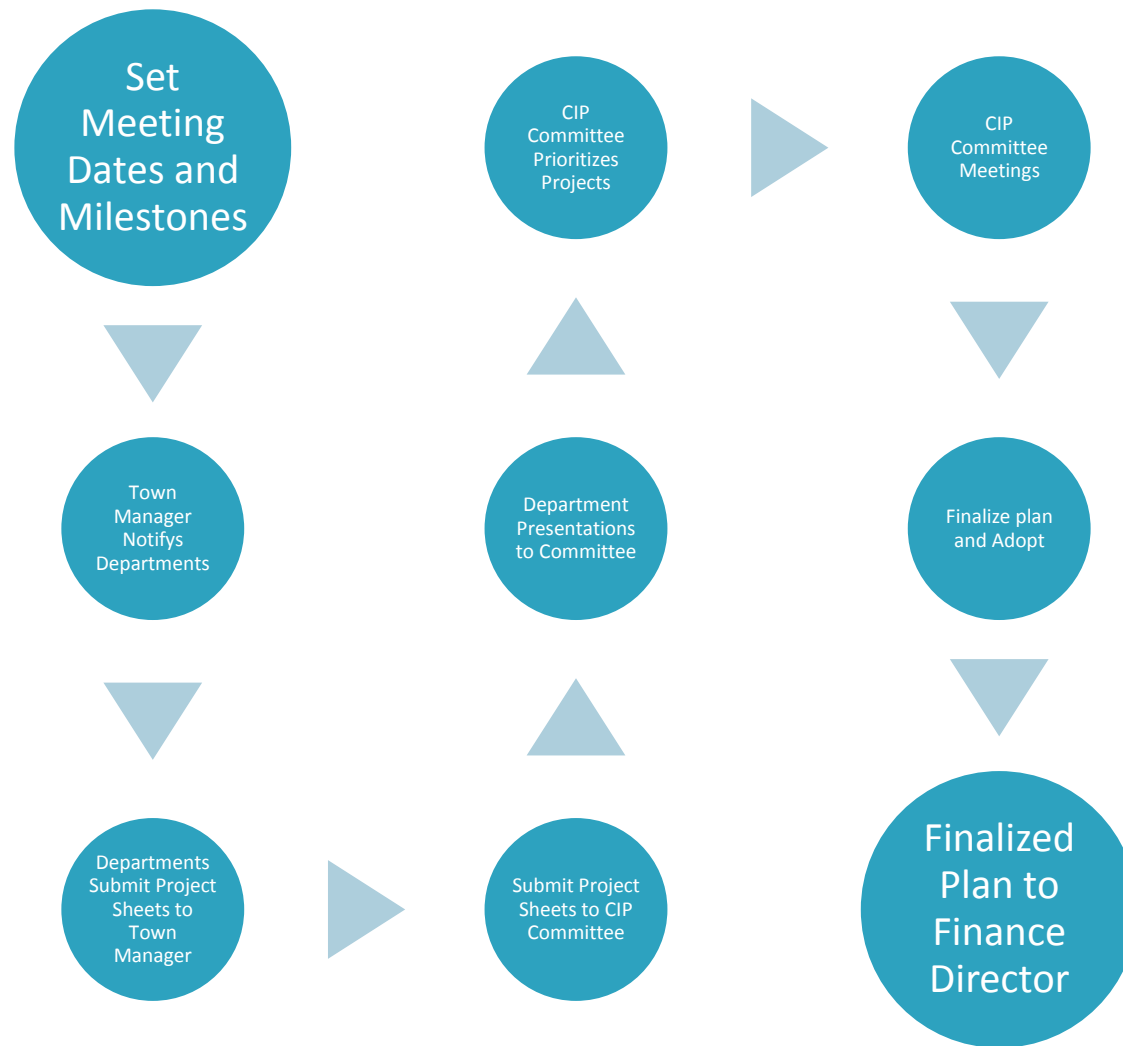 Set
Meeting
Dates and
Milestones
Town
Manager
Notifys
Departments
Departments
Submit Project
Sheets to
Town
Manager
Submit Project
Sheets to CIP
Committee
Department
Presentations
to Committee
CIP
Committee
Prioritizes
Projects
CIP
Committee
Meetings
Finalize plan
and Adopt
Finalized
Plan to
Finance
Director